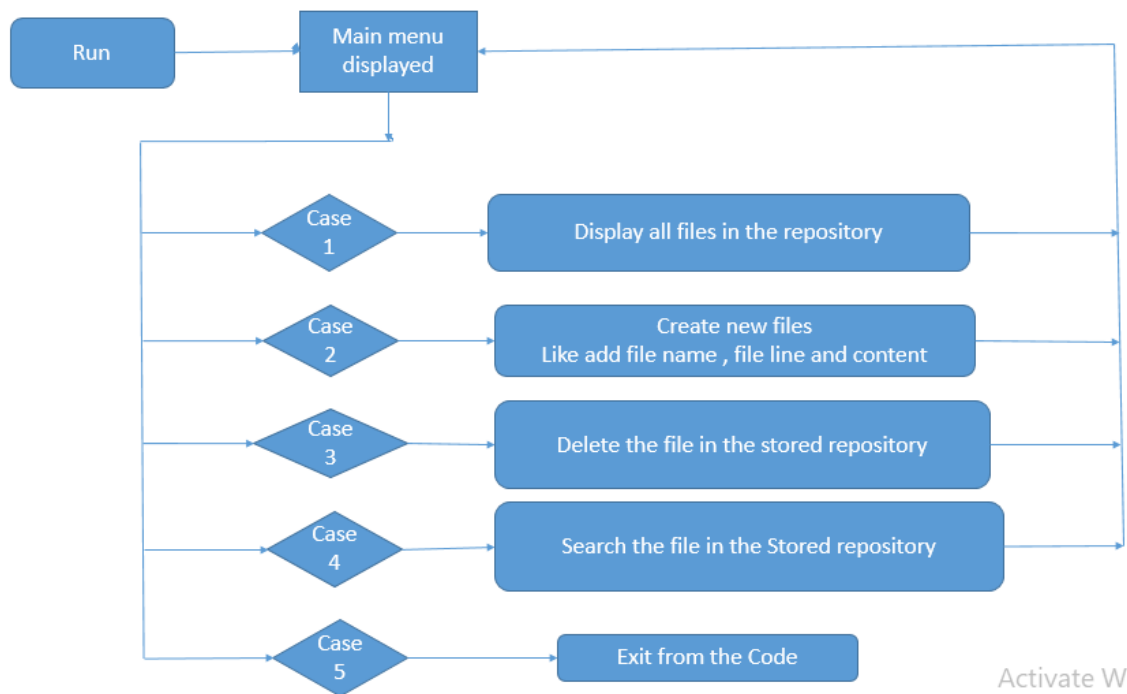 Run
Main menu
displayed
Case
1
Display all files in the repository
Case
2
Create new files
Like add file name , file line and content
Case
3
Delete the file in the stored repository
Case
4
Search the file in the Stored repository
Case
5
Exit from the Code
Activate W